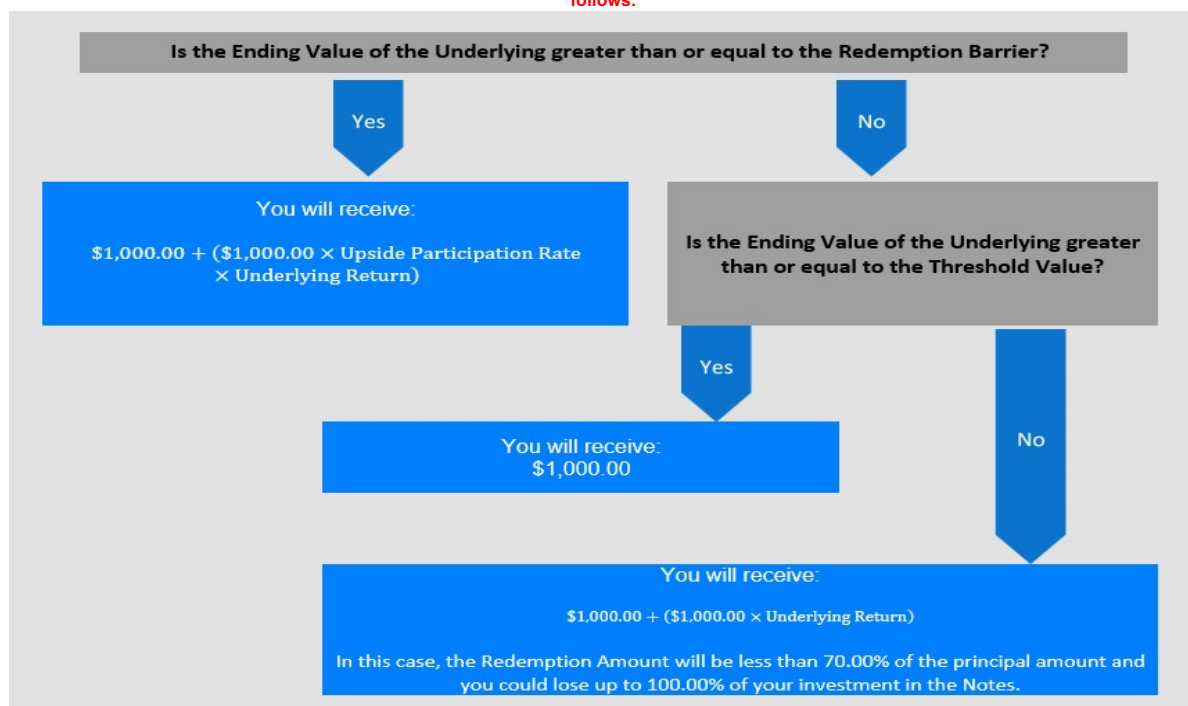 follows:
Is the Ending Value of the Underlying greater than or equal to the Redemption Barrier?
Yes
No
You will receive:
$1,000.00 + ($1,000.00 × Upside Participation Rate
× Underlying Return)
Is the Ending Value of the Underlying greater
than or equal to the Threshold Value?
Yes
You will receive:
$1,000.00
No
You will receive:
$1,000.00 + ($1,000.00 × Underlying Return)
In this case, the Redemption Amount will be less than 70.00% of the principal amount and
you could lose up to 100.00% of your investment in the Notes.